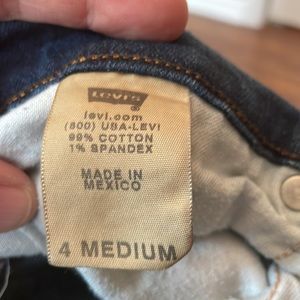 Levi's
levi.com
(800) USA-LEVI
99% COTTON
1% SPANDEX
MADE IN
MEXICO
4 MEDIUM